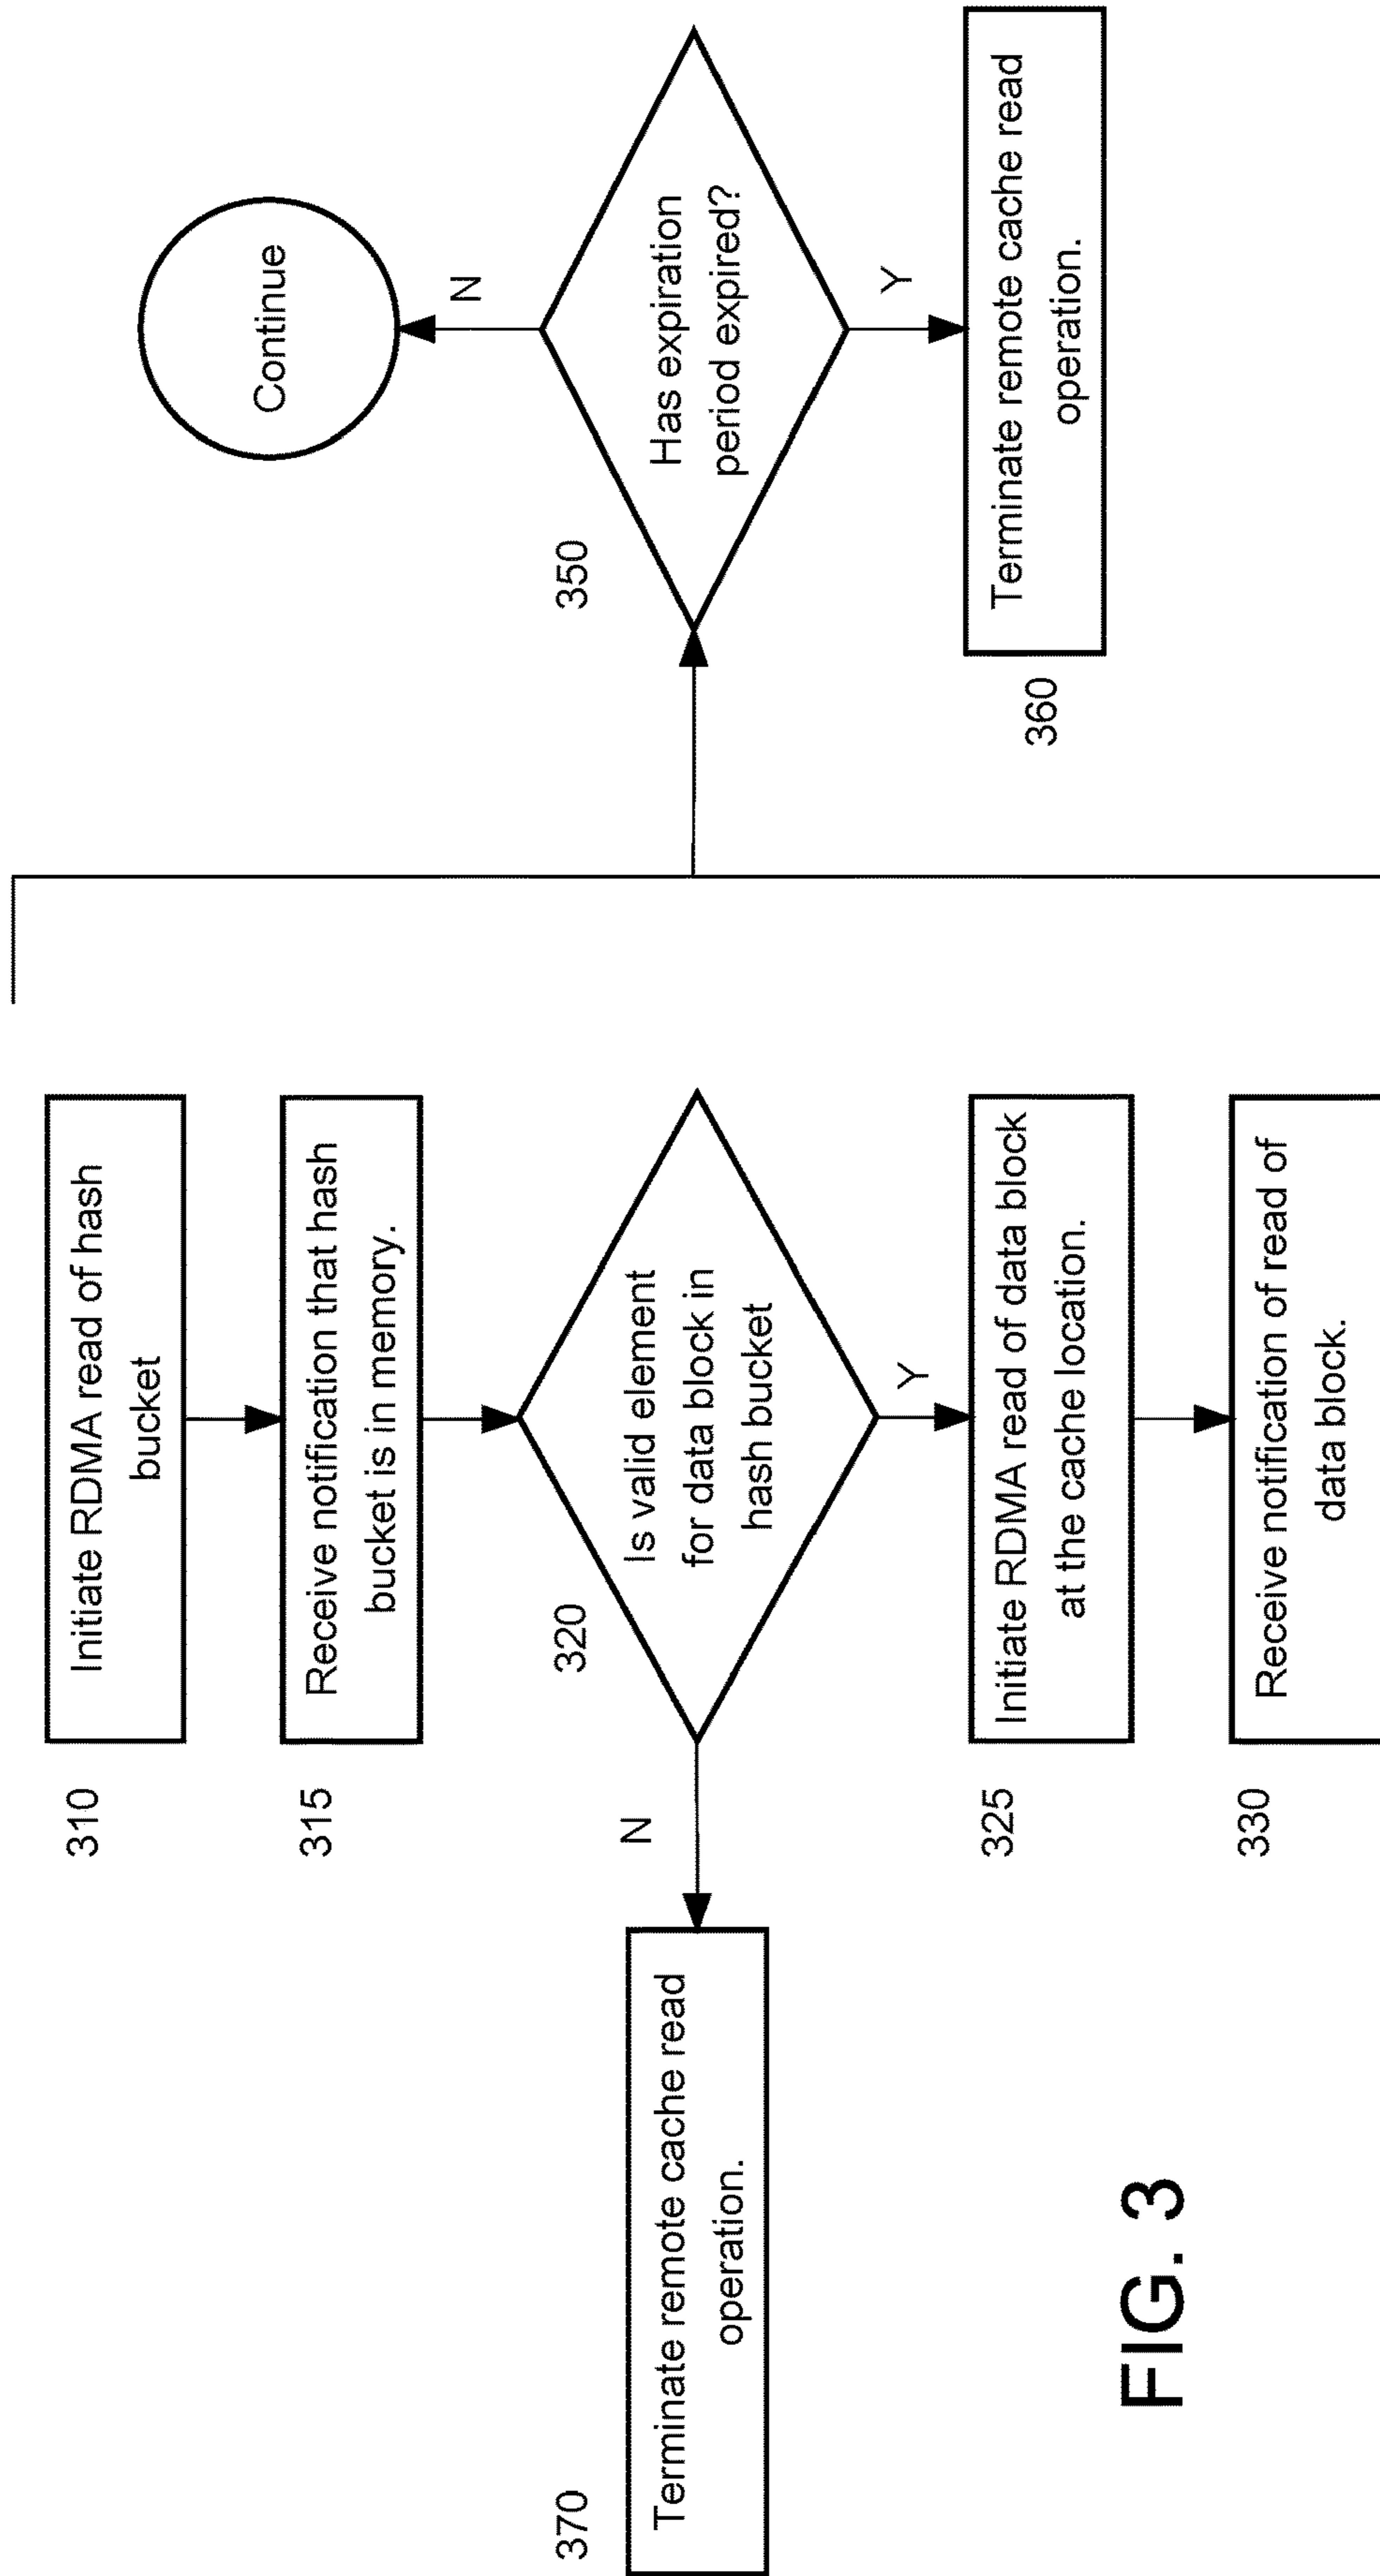 310
Initiate RDMA read of hash
bucket
315
Receive notification that hash
bucket is in memory.
320
Is valid element
for data block in
hash bucket
N
Y
370
Terminate remote cache read
operation.
325
Initiate RDMA read of data block
at the cache location.
330
Receive notification of read of
data block.
Continue
N
350
Has expiration
period expired?
Y
360
Terminate remote cache read
operation.
FIG. 3